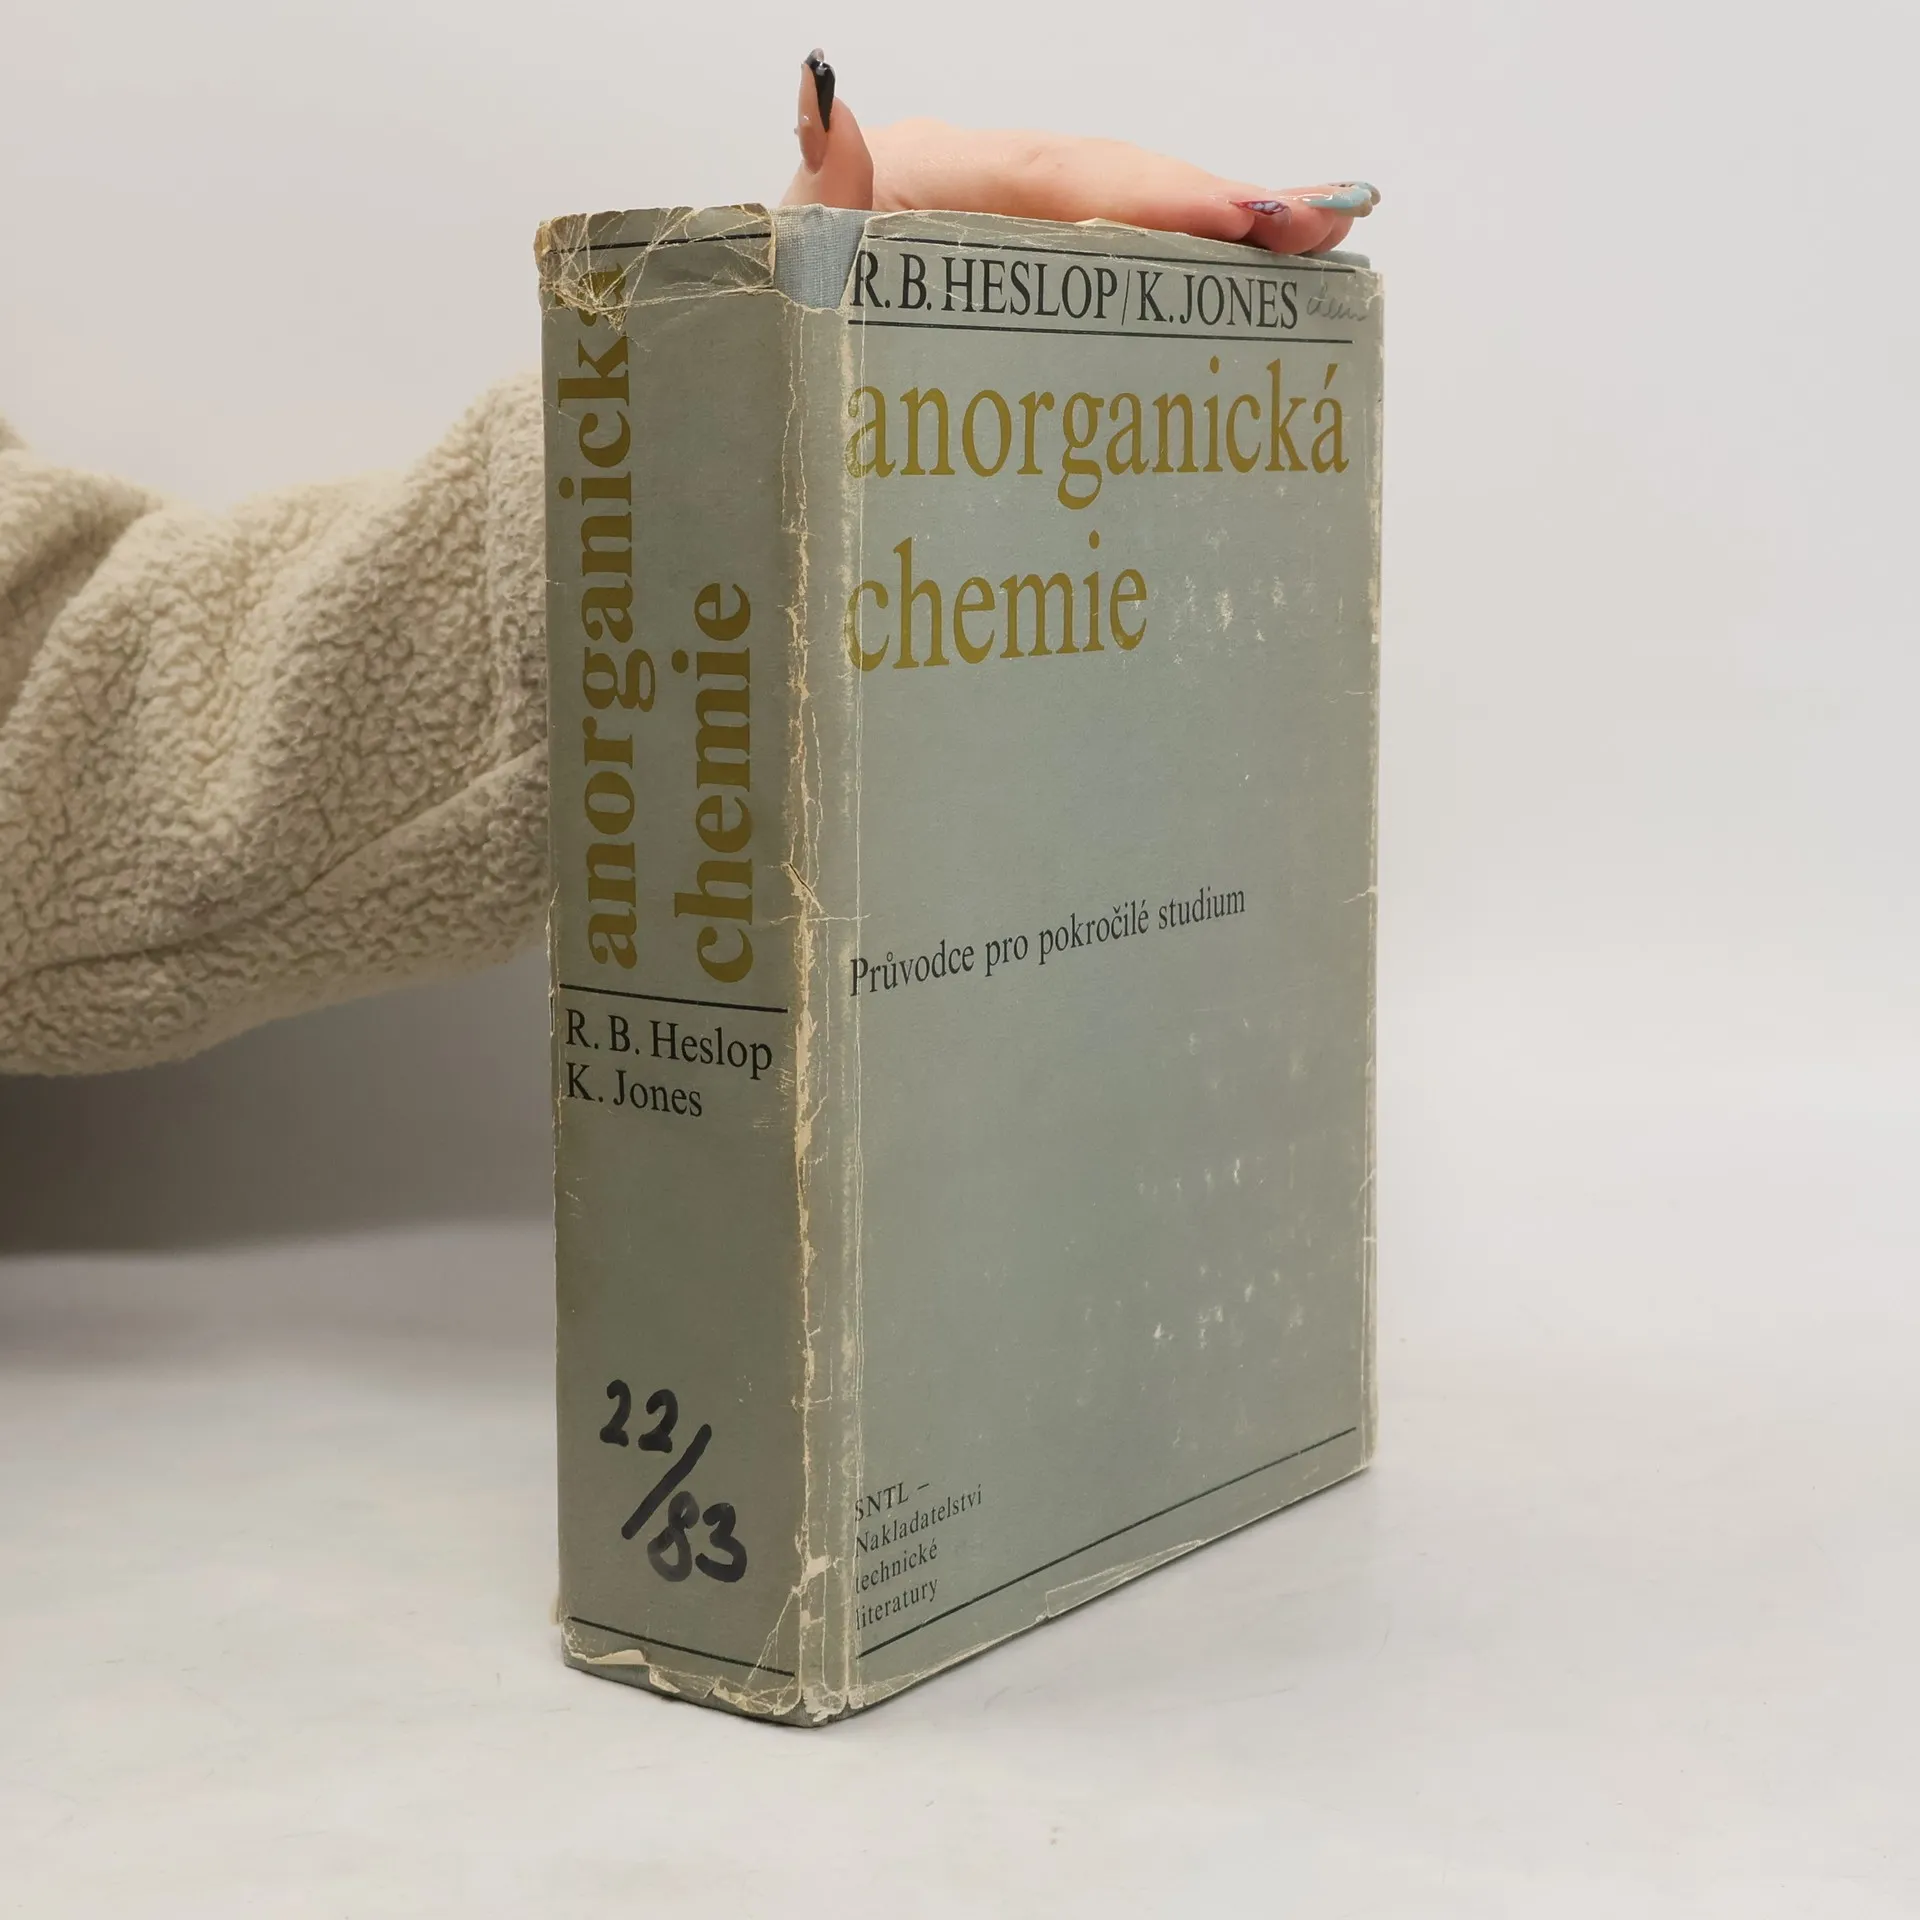 anorganická
chemie
R. B. Heslop
K. Jones
22/83
R. B. HESLOP/K. JONES
anorganická
chemie
Průvodce pro pokročilé studium
SNTL –
Nakladatelství
technické
literatury